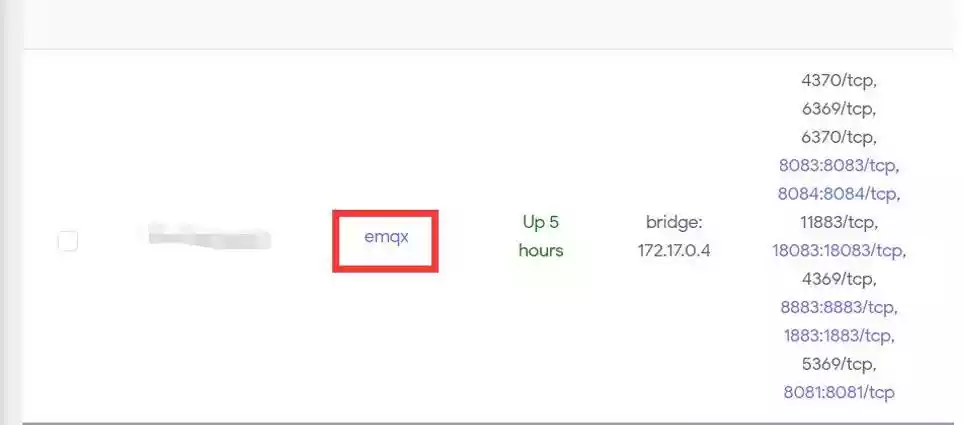 emqx
Up 5
hours
bridge:
172.17.0.4
4370/tcp,
6369/tcp,
6370/tcp,
8083:8083/tcp,
8084:8084/tcp,
11883/tcp,
18083:18083/tcp,
4369/tcp,
8883:8883/tcp,
1883:1883/tcp,
5369/tcp,
8081:8081/tcp